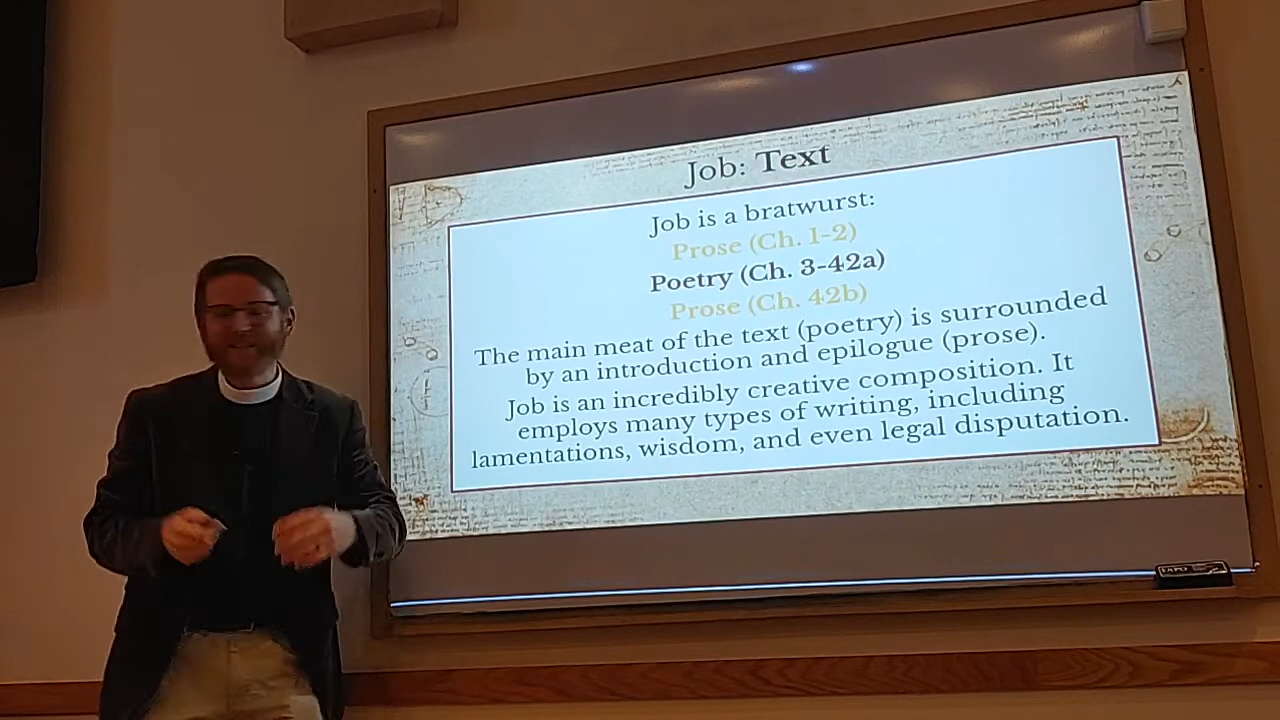 Job: Text
Job is a bratwurst:
Prose (Ch. 1-2)
Poetry (Ch. 3-42a)
Prose (Ch. 42b)
The main meat of the text (poetry) is surrounded
by an introduction and epilogue (prose).
Job is an incredibly creative composition. It
employs many types of writing, including
lamentations, wisdom, and even legal disputation.
EXPO